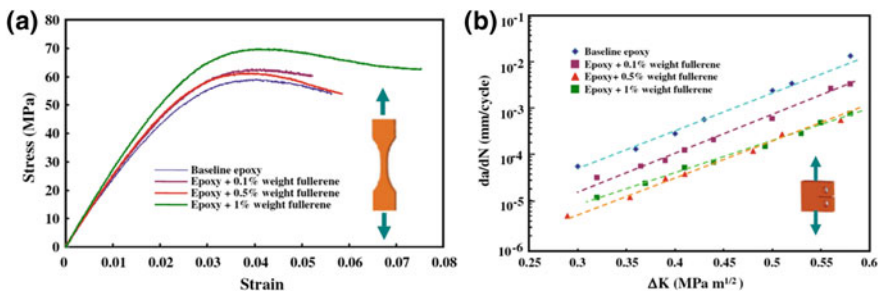 (a)
Stress (MPa)
80
70
60
50
40
30
20
10
0
Baseline epoxy
Epoxy + 0.1% weight fullerene
Epoxy + 0.5% weight fullerene
Epoxy + 1% weight fullerene
0 0.01 0.02 0.03 0.04 0.05 0.06 0.07 0.08
Strain
(b)
da/dN (mm/cycle)
10-1
10-2
10-3
10-4
10-5
10-6
Baseline epoxy
Epoxy + 0.1% weight fullerene
Epoxy+ 0.5% weight fullerene
Epoxy + 1% weight fullerene
0.25 0.3 0.35 0.4 0.45 0.5 0.55 0.6
ΔK (MPa m1/2)